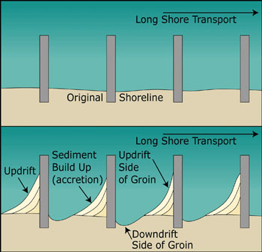 Long Shore Transport
Original Shoreline
Long Shore Transport
Sediment
Build Up
(accretion)
Updrift
Side
of Groin
Updrift
Downdrift
Side of Groin